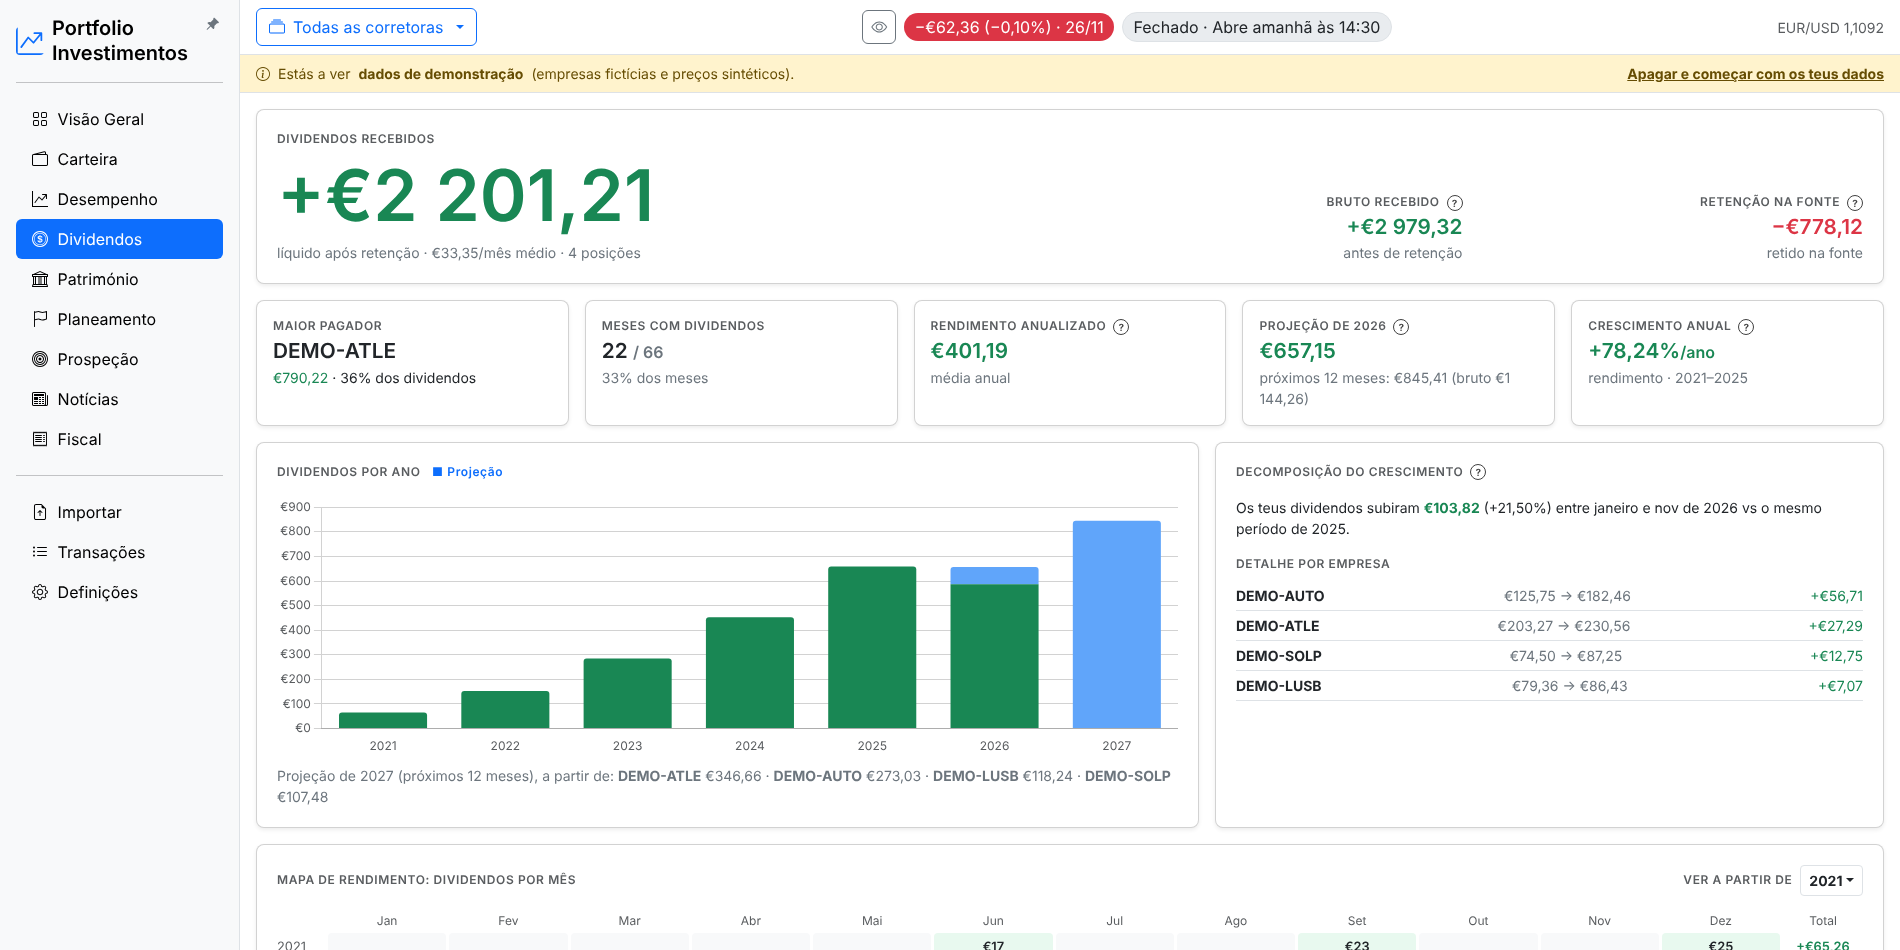 Portfolio
Investimentos
Visão Geral
Carteira
Desempenho
Dividendos
Património
Planeamento
Prospeção
Notícias
Fiscal
Importar
Transações
Definições
Todas as corretoras
−€62,36 (−0,10%) · 26/11
Fechado · Abre amanhã às 14:30
EUR/USD 1,1092
Estás a ver dados de demonstração (empresas fictícias e preços sintéticos).
Apagar e começar com os teus dados
DIVIDENDOS RECEBIDOS
+€2 201,21
líquido após retenção · €33,35/mês médio · 4 posições
BRUTO RECEBIDO ?
+€2 979,32
antes de retenção
RETENÇÃO NA FONTE ?
−€778,12
retido na fonte
MAIOR PAGADOR
DEMO-ATLE
€790,22 · 36% dos dividendos
MESES COM DIVIDENDOS
22 / 66
33% dos meses
RENDIMENTO ANUALIZADO ?
€401,19
média anual
PROJEÇÃO DE 2026 ?
€657,15
próximos 12 meses: €845,41 (bruto €1
144,26)
CRESCIMENTO ANUAL ?
+78,24%/ano
rendimento · 2021–2025
DIVIDENDOS POR ANO Projeção
€900
€800
€700
€600
€500
€400
€300
€200
€100
€0
2021 2022 2023 2024 2025 2026 2027
Projeção de 2027 (próximos 12 meses), a partir de: DEMO-ATLE €346,66 · DEMO-AUTO €273,03 · DEMO-LUSB €118,24 · DEMO-SOLP
€107,48
DECOMPOSIÇÃO DO CRESCIMENTO ?
Os teus dividendos subiram €103,82 (+21,50%) entre janeiro e nov de 2026 vs o mesmo
período de 2025.
DETALHE POR EMPRESA
DEMO-AUTO €125,75 → €182,46 +€56,71
DEMO-ATLE €203,27 → €230,56 +€27,29
DEMO-SOLP €74,50 → €87,25 +€12,75
DEMO-LUSB €79,36 → €86,43 +€7,07
MAPA DE RENDIMENTO: DIVIDENDOS POR MÊS
VER A PARTIR DE 2021
Jan Fev Mar Abr Mai Jun Jul Ago Set Out Nov Dez Total
2021 €17 €23 €25 +€65,26